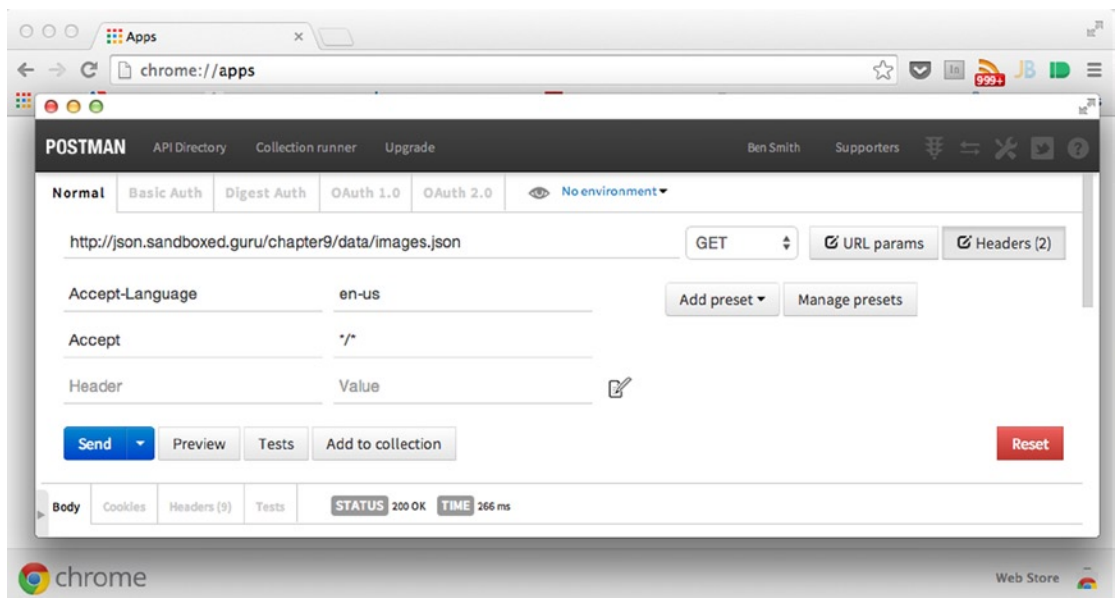 Apps
chrome://apps
999+ JB
POSTMAN API Directory Collection runner Upgrade Ben Smith Supporters
Normal Basic Auth Digest Auth OAuth 1.0 OAuth 2.0 No environment
http://json.sandboxed.guru/chapter9/data/images.json GET URL params Headers (2)
Accept-Language en-us Add preset Manage presets
Accept */*
Header Value
Send Preview Tests Add to collection Reset
Body Cookies Headers (9) Tests STATUS 200 OK TIME 266 ms
chrome Web Store